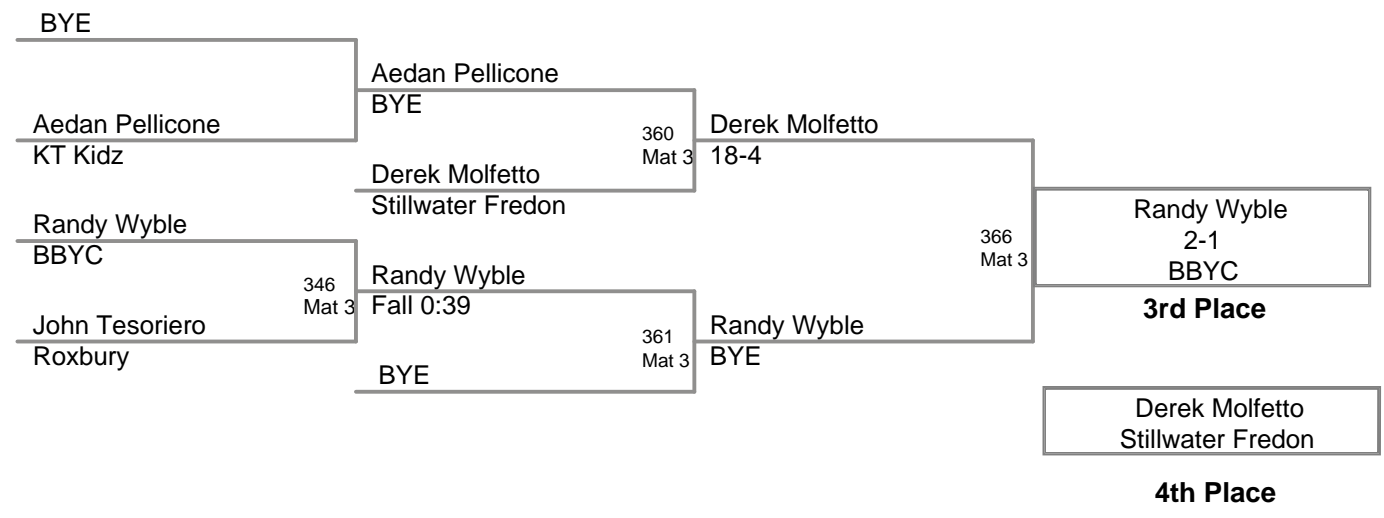 BYE
Aedan Pellicone
KT Kidz
Randy Wyble
BBYC
346
Mat 3
John Tesoriero
Roxbury
Aedan Pellicone
BYE
360
Mat 3
Derek Molfetto
Stillwater Fredon
Randy Wyble
Fall 0:39
361
Mat 3
BYE
Derek Molfetto
18-4
366
Mat 3
Randy Wyble
BYE
Randy Wyble
2-1
BBYC
3rd Place
Derek Molfetto
Stillwater Fredon
4th Place